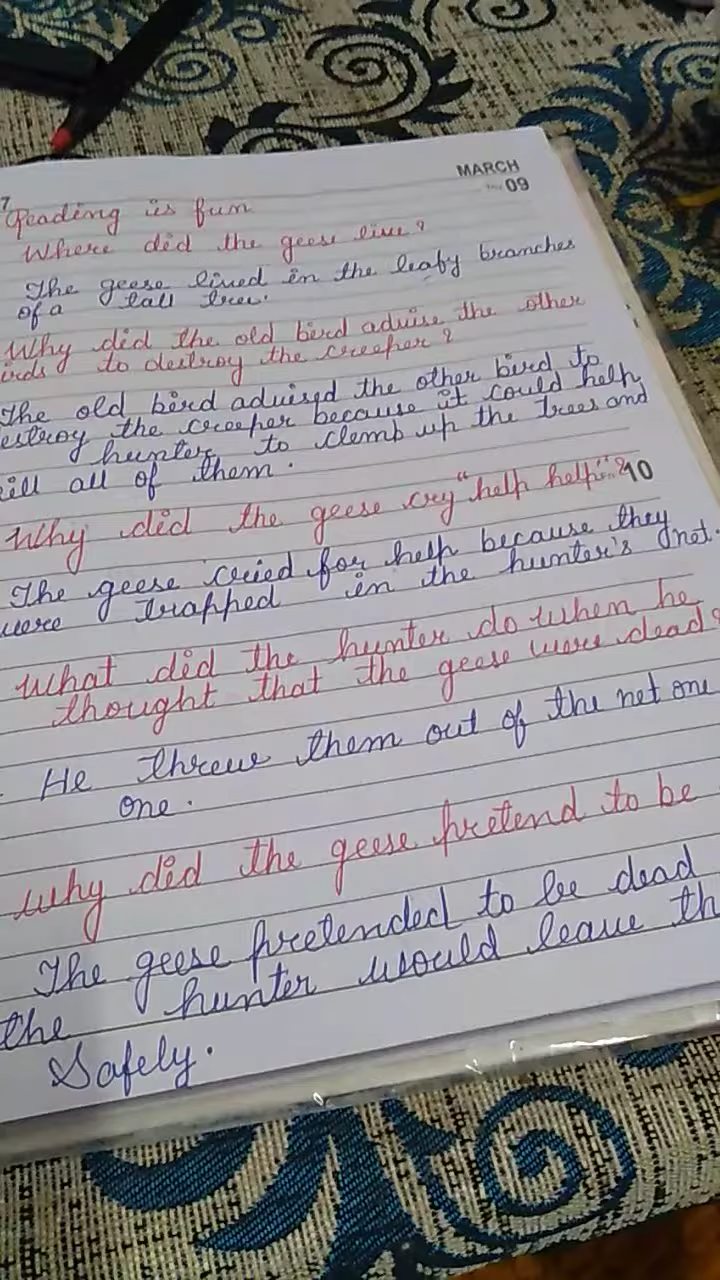 MARCH
09
7
Reading is fun
Where did the geese live?
The geese lived in the leafy branches
of a tall tree.
Why did the old bird advise the other
irds to destroy the creeper?
The old bird advised the other bird to
estroy the creeper because it could help
hunter to climb up the trees and
ill all of them.
10
Why did the geese cry "help help"?
The geese cried for help because they
were trapped in the hunter's net.
What did the hunter do when he
thought that the geese were dead?
He threw them out of the net one
one.
Why did the geese pretend to be
The geese pretended to be dead
the hunter would leave th
Safely.